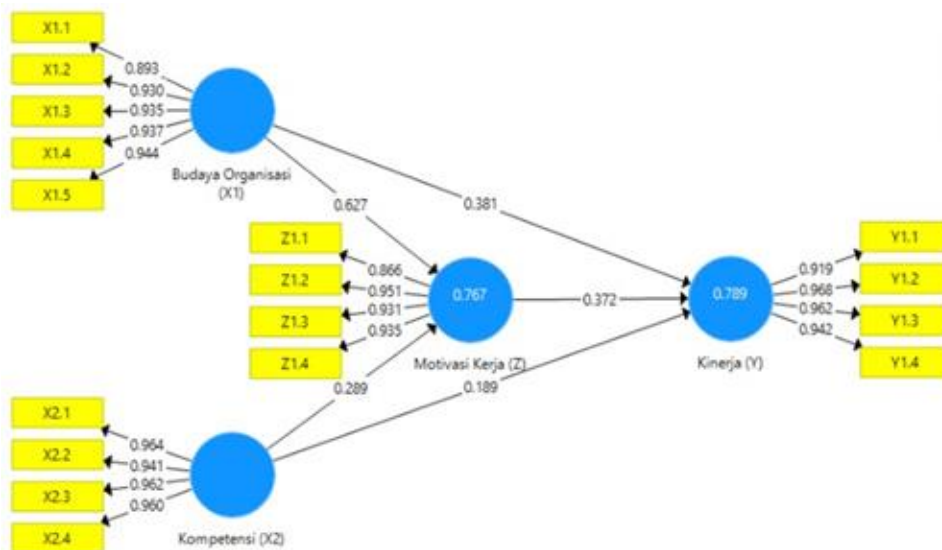 X1.1
X1.2
X1.3
X1.4
X1.5
0.893
0.930
0.935
0.937
0.944
Budaya Organisasi
(X1)
0.627
0.381
Z1.1
Z1.2
Z1.3
Z1.4
0.866
0.951
0.931
0.935
0.767
Motivasi Kerja (Z)
0.372
0.789
Kinerja (Y)
0.919
0.968
0.962
0.942
Y1.1
Y1.2
Y1.3
Y1.4
0.289
0.189
X2.1
X2.2
X2.3
X2.4
0.964
0.941
0.962
0.960
Kompetensi (X2)